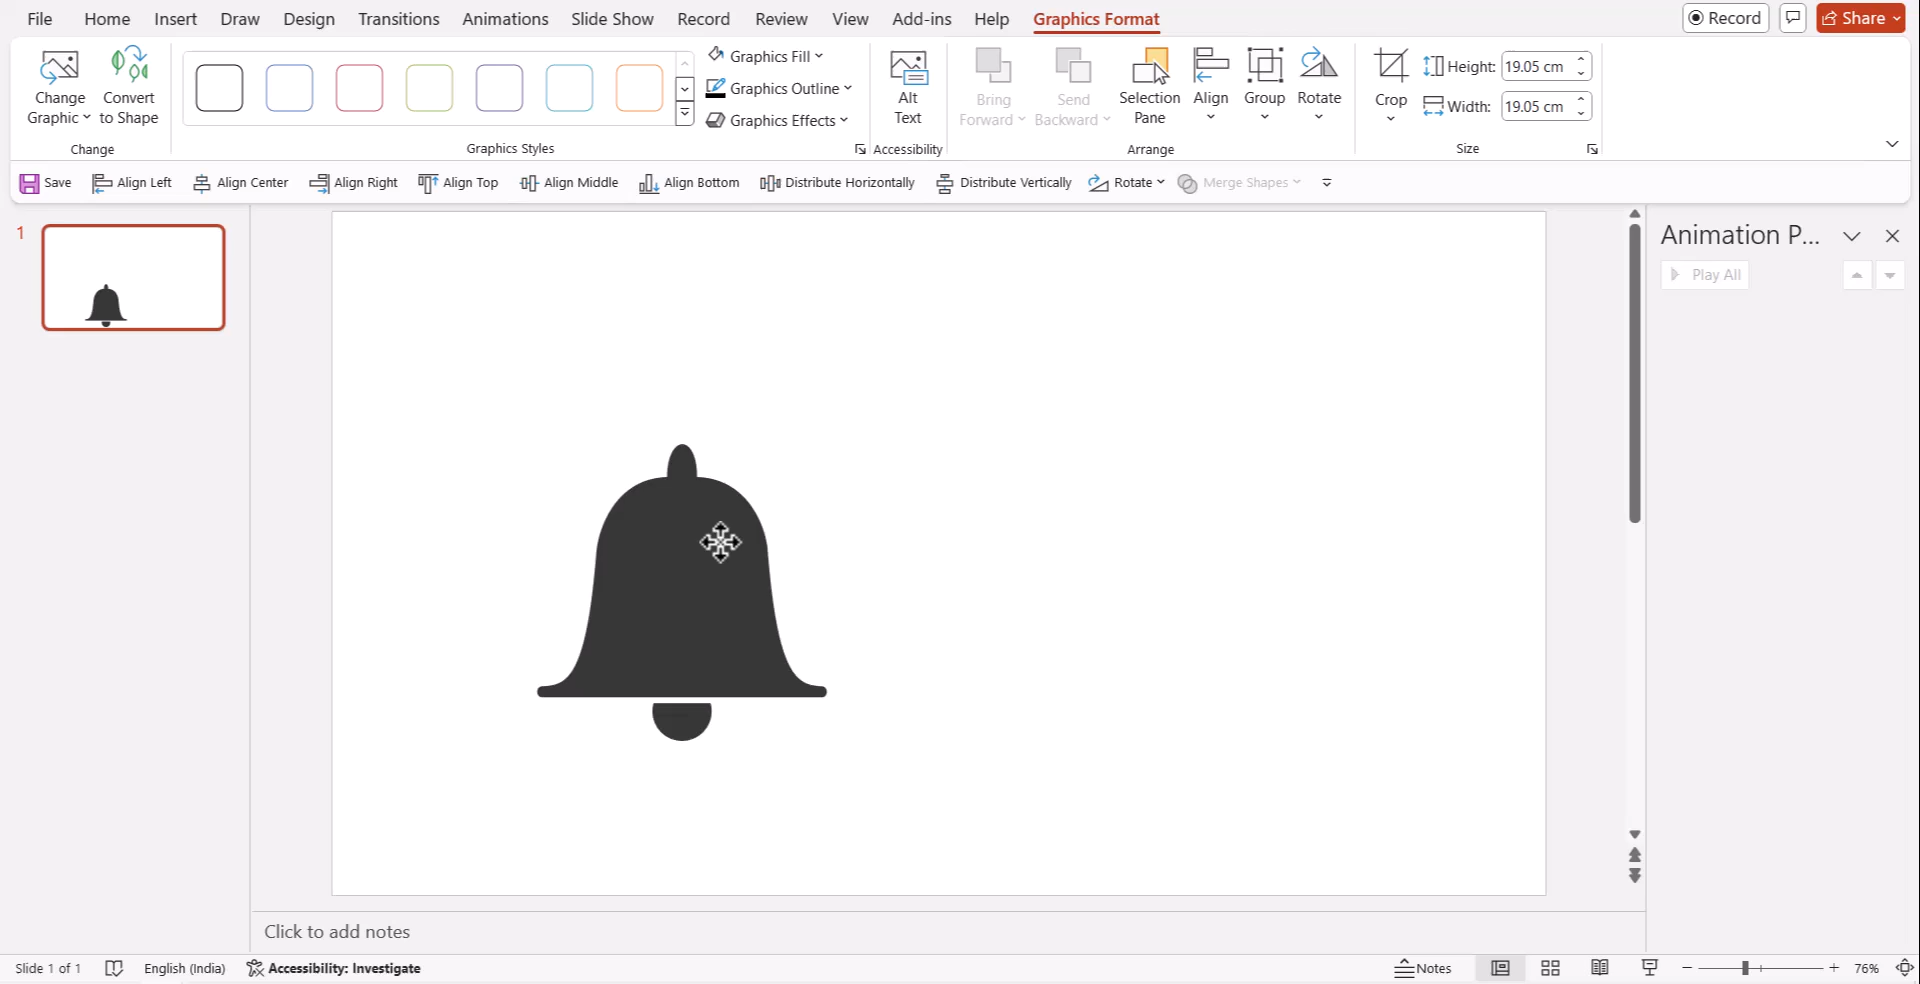 File Home Insert Draw Design Transitions Animations Slide Show Record Review View Add-ins Help Graphics Format Record Share
Change Graphic
Convert to Shape
Change
Graphics Fill
Graphics Outline
Graphics Effects
Graphics Styles
Alt Text
Accessibility
Bring Forward
Send Backward
Selection Pane
Align
Group
Rotate
Arrange
Crop
Height: 19.05 cm
Width: 19.05 cm
Size
Save Align Left Align Center Align Right Align Top Align Middle Align Bottom Distribute Horizontally Distribute Vertically Rotate Merge Shapes
1
Animation P...
Play All
Click to add notes
Slide 1 of 1 English (India) Accessibility: Investigate Notes 76%